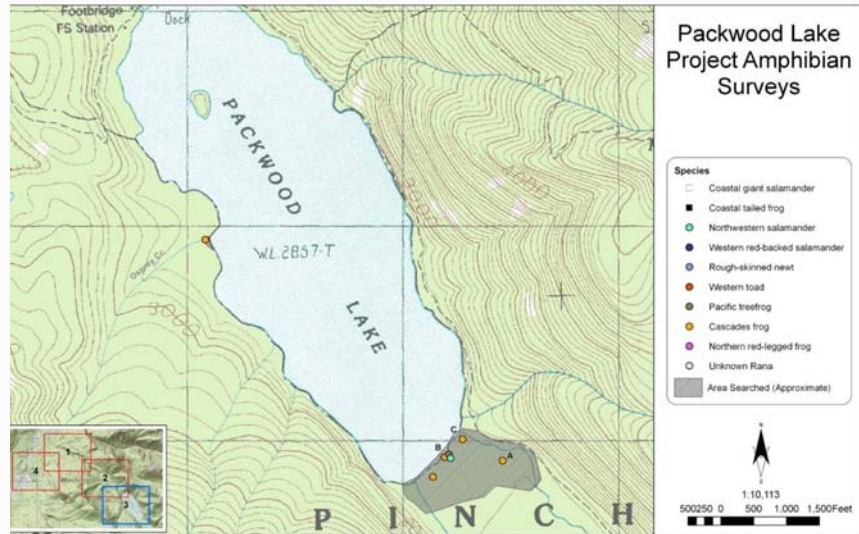 Footbridge
FS Station
Dock
PACKWOOD
LAKE
W.L. 2857-T
Osprey Cr.
3000
4000
C
B
A
PINCH
1
4
2
3
Packwood Lake
Project Amphibian
Surveys
Species
Coastal giant salamander
Coastal tailed frog
Northwestern salamander
Western red-backed salamander
Rough-skinned newt
Western toad
Pacific treefrog
Cascades frog
Northern red-legged frog
Unknown Rana
Area Searched (Approximate)
N
1:10,113
500250 0 500 1,000 1,500Feet